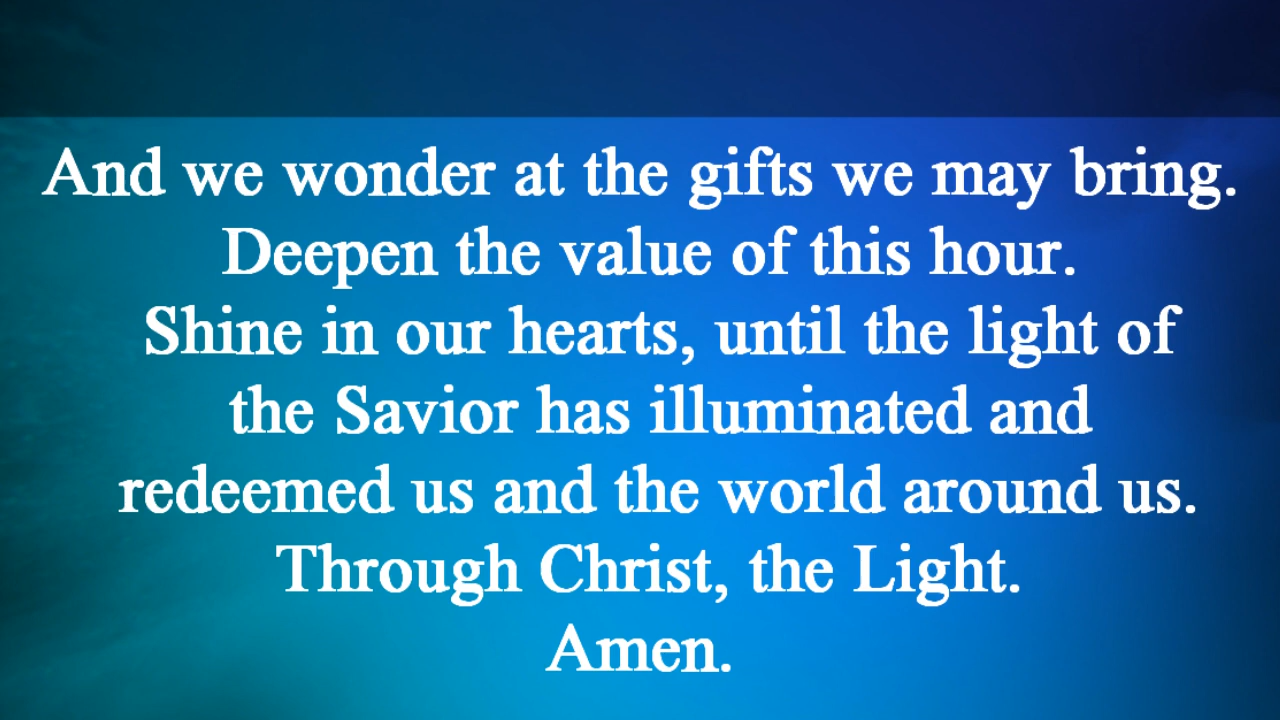 And we wonder at the gifts we may bring.
Deepen the value of this hour.
Shine in our hearts, until the light of
the Savior has illuminated and
redeemed us and the world around us.
Through Christ, the Light.
Amen.